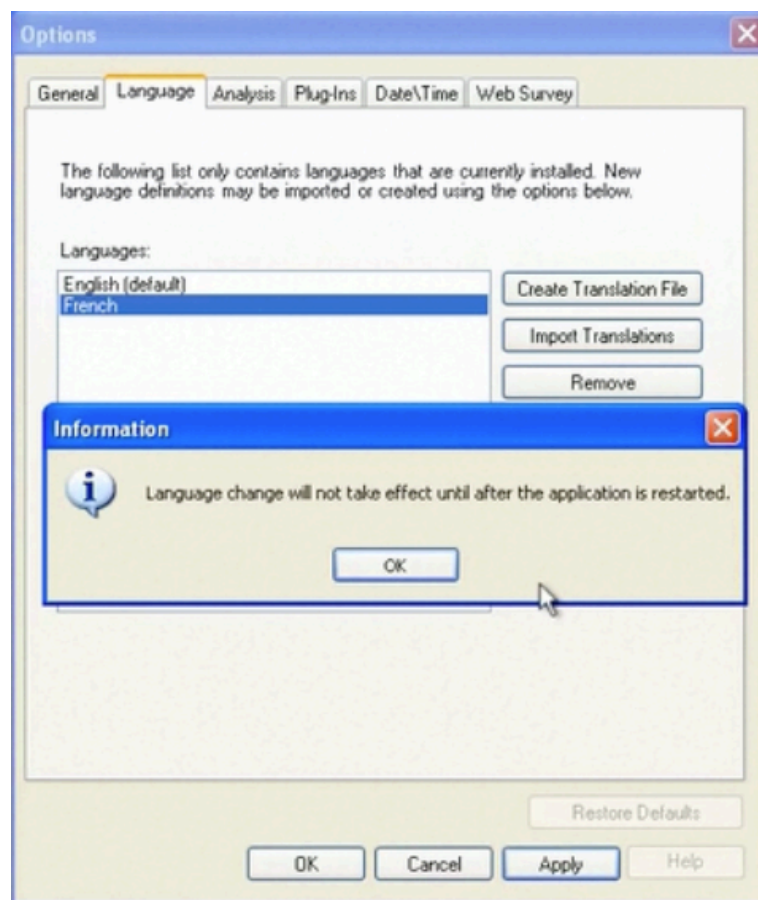 Options
General Language Analysis Plug-Ins Date\Time Web Survey
The following list only contains languages that are currently installed. New
language definitions may be imported or created using the options below.
Languages:
English (default)
French
Create Translation File
Import Translations
Remove
Information
Language change will not take effect until after the application is restarted.
OK
Restore Defaults
OK Cancel Apply Help